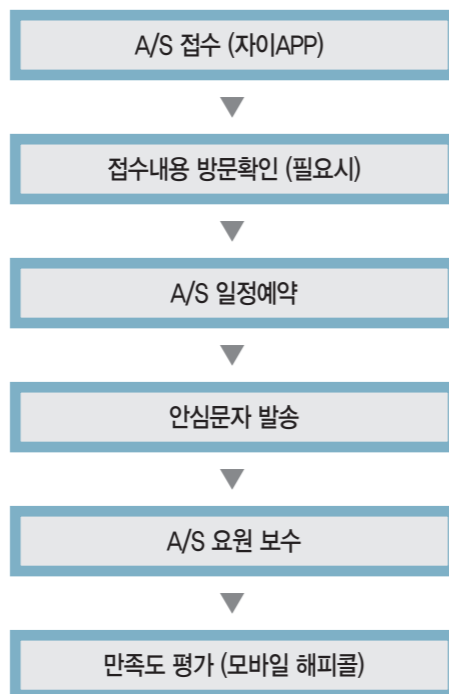 A/S 접수 (자이APP)
접수내용 방문확인 (필요시)
A/S 일정예약
안심문자 발송
A/S 요원 보수
만족도 평가 (모바일 해피콜)